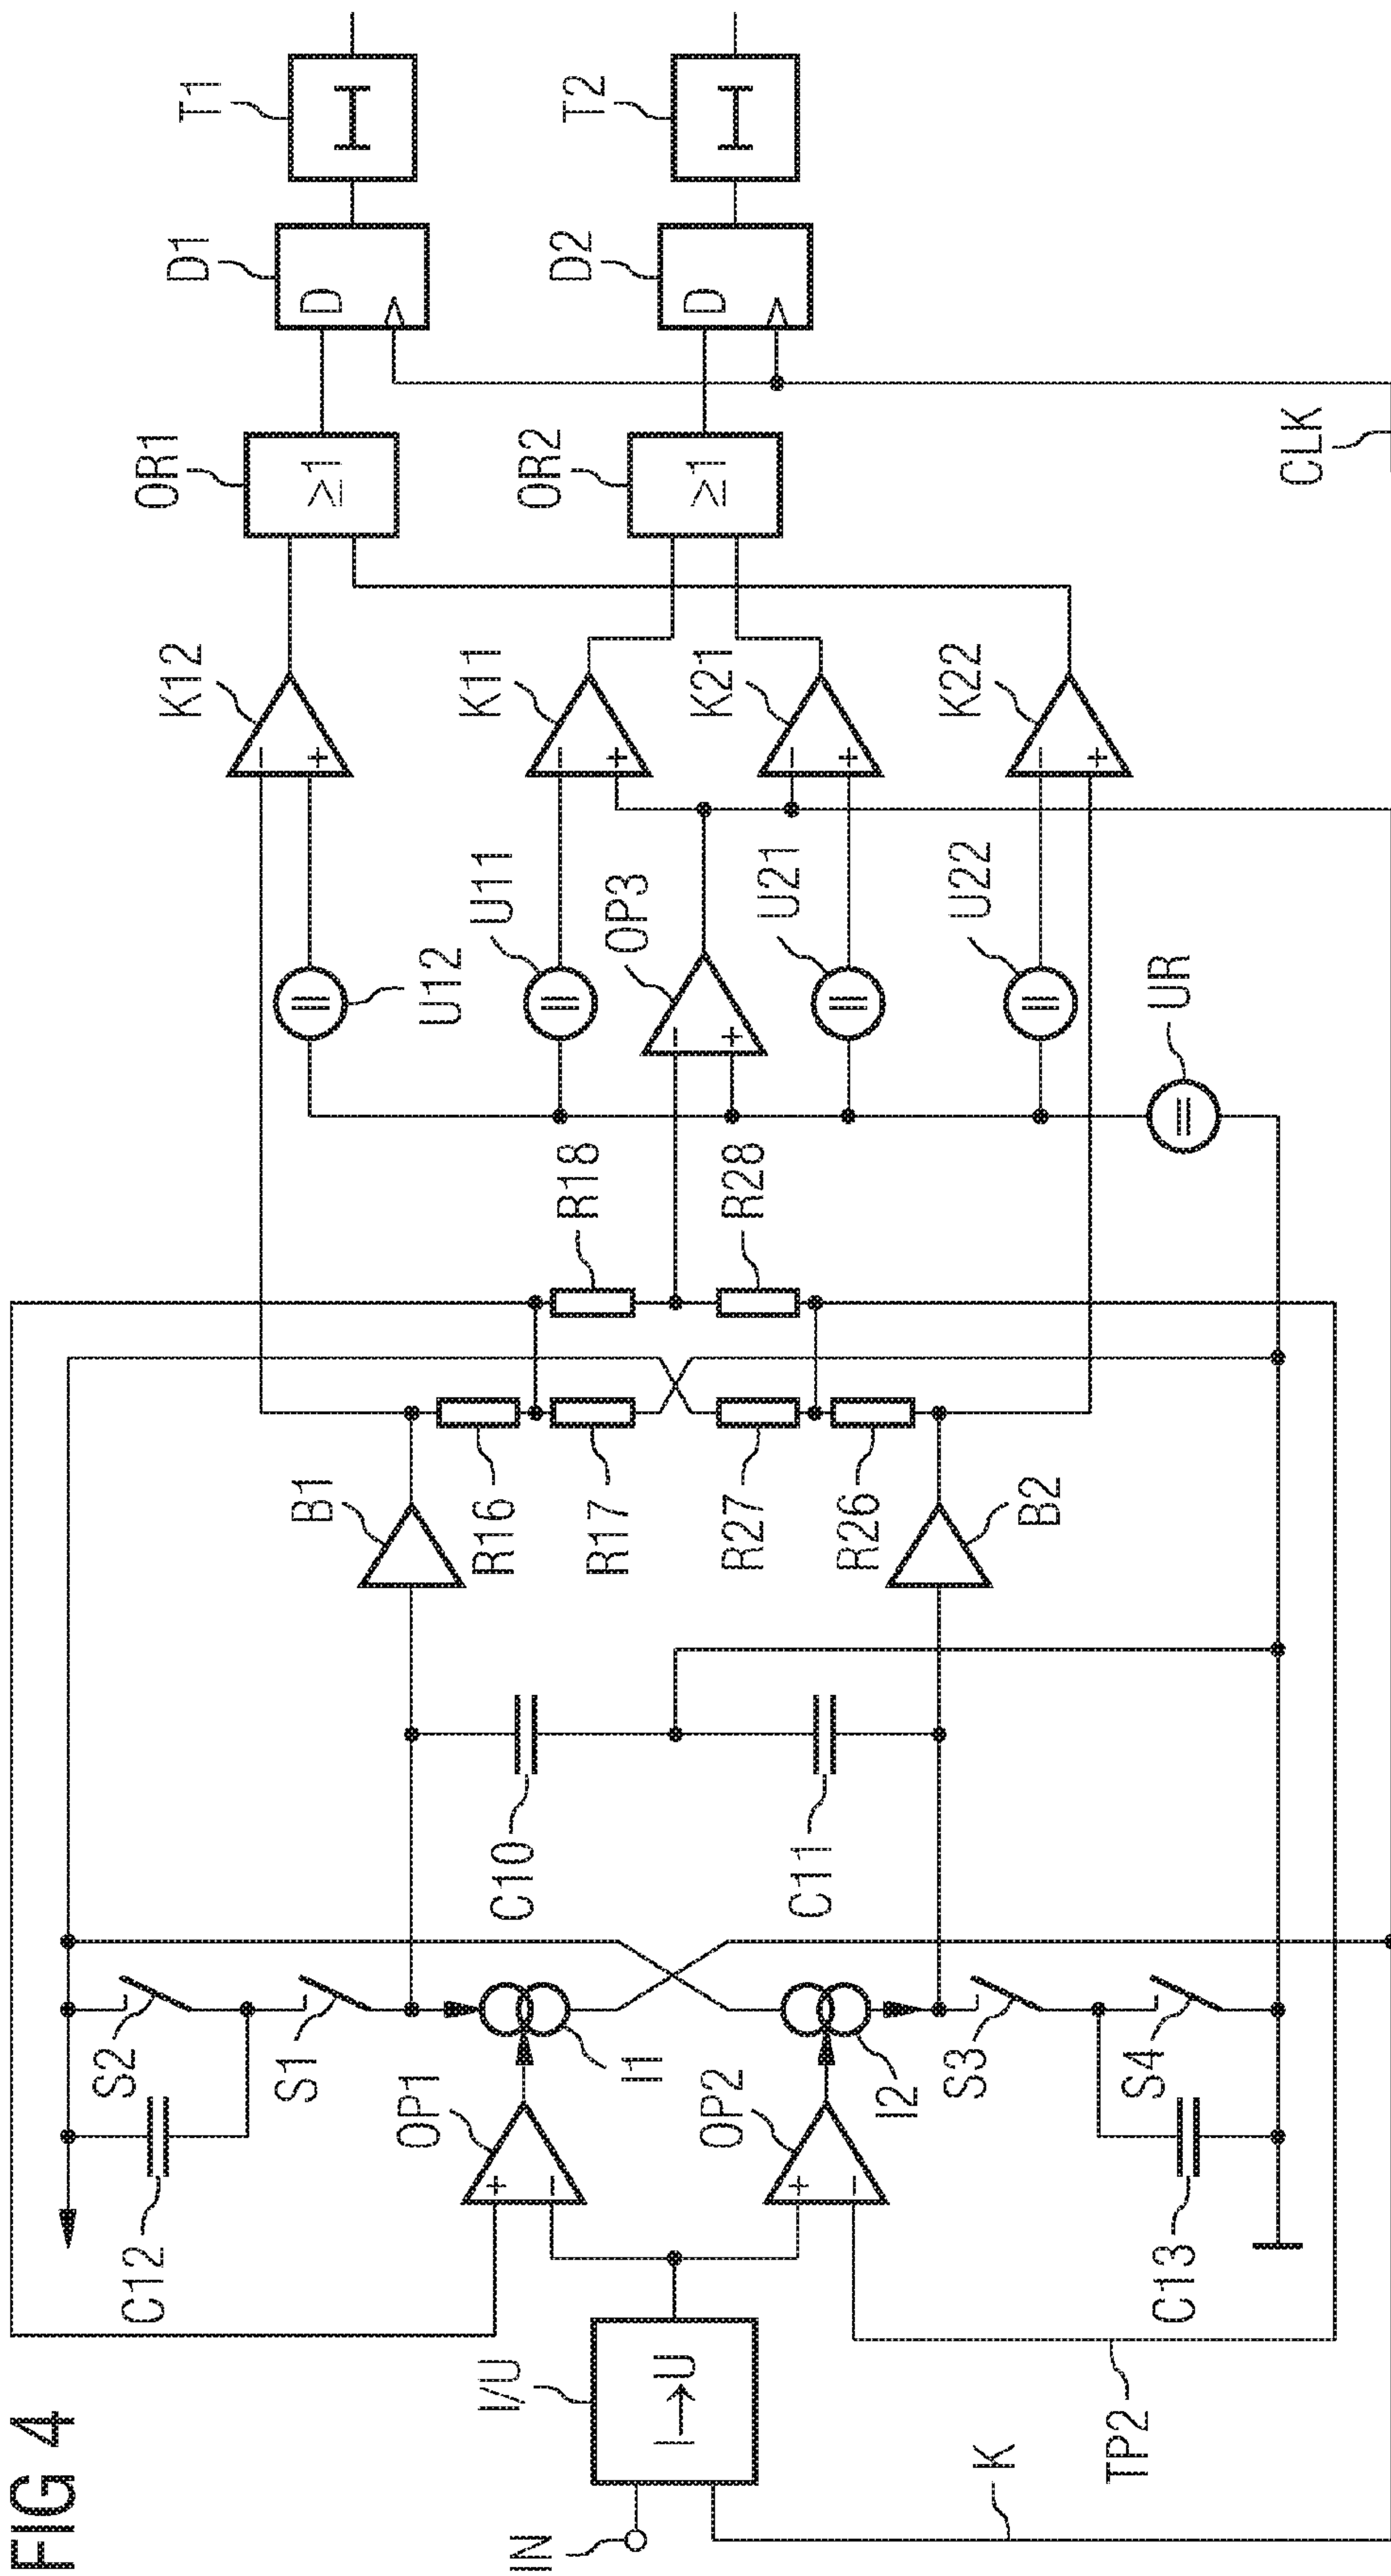 FIG 4
T1
T2
D1
D2
D
D
OR1
OR2
≥1
≥1
CLK
K12
K11
K21
K22
−
+
−
+
−
+
−
+
U12
U11
OP3
U21
U22
UR
−
+
R18
R28
B1
R16
R17
R27
R26
B2
C10
C11
S2
S1
I1
I2
S3
S4
C12
OP1
OP2
C13
+
−
+
−
I/U
I→U
IN
K
TP2